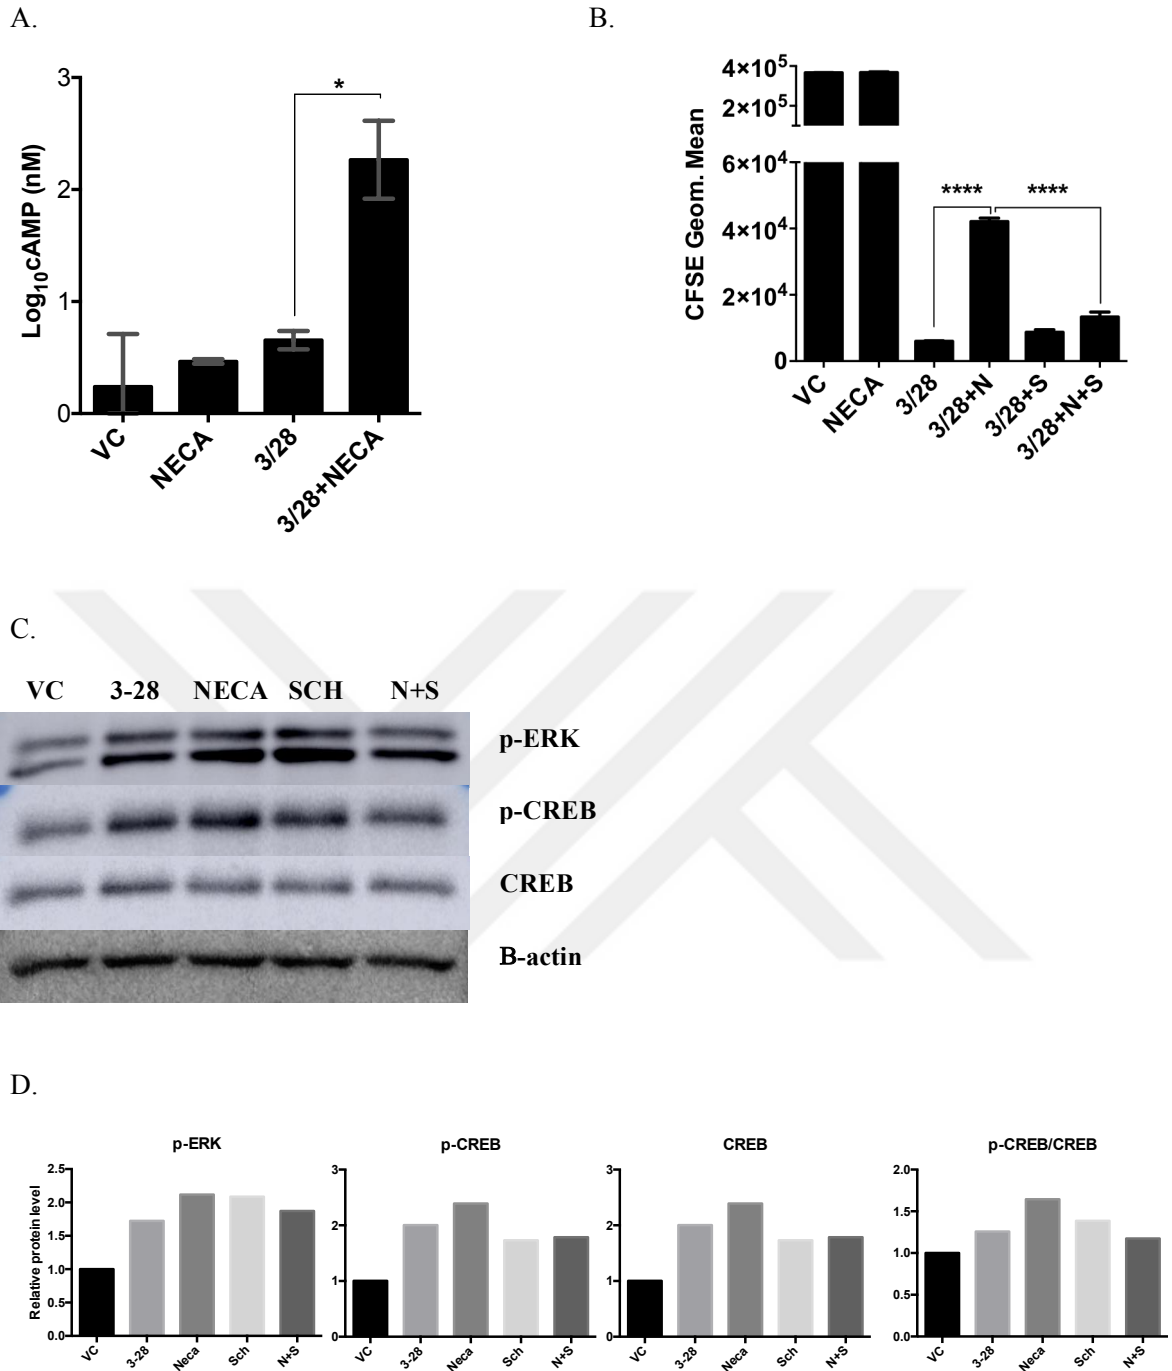 A.
B.
3
2
1
0
Log10cAMP (nM)
*
VC
NECA
3/28
3/28+NECA
4×10^5
2×10^5
6×10^4
4×10^4
2×10^4
0
CFSE Geom. Mean
****
****
VC
NECA
3/28
3/28+N
3/28+S
3/28+N+S
C.
VC 3-28 NECA SCH N+S
p-ERK
p-CREB
CREB
B-actin
D.
p-ERK
Relative protein level
2.5
2.0
1.5
1.0
0.5
0.0
VC 3-28 Neca Sch N+S
p-CREB
3
2
1
0
VC 3-28 Neca Sch N+S
CREB
3
2
1
0
VC 3-28 Neca Sch N+S
p-CREB/CREB
2.0
1.5
1.0
0.5
0.0
VC 3-28 Neca Sch N+S